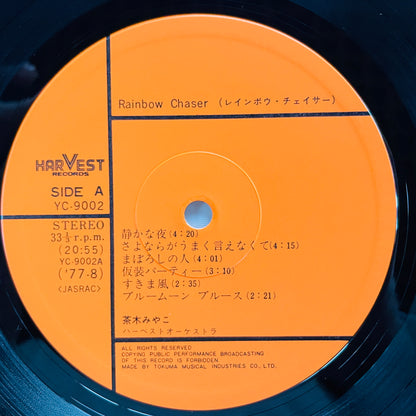 Rainbow Chaser (レインボウ・チェイサー)
HARVEST
RECORDS
SIDE A
YC-9002
STEREO
33⅓ r.p.m.
(20:55)
YC-9002A
('77·8)
<JASRAC>
静かな夜(4:20)
さよならがうまく言えなくて(4:15)
まぼろしの人(4:01)
仮装パーティー(3:10)
すきま風(2:35)
ブルームーン ブルース(2:21)
茶木みやこ
ハーベストオーケストラ
ALL RIGHTS RESERVED
COPYING PUBLIC PERFORMANCE BROADCASTING
OF THIS RECORD IS FORBIDDEN
MADE BY TOKUMA MUSICAL INDUSTRIES CO., LTD.